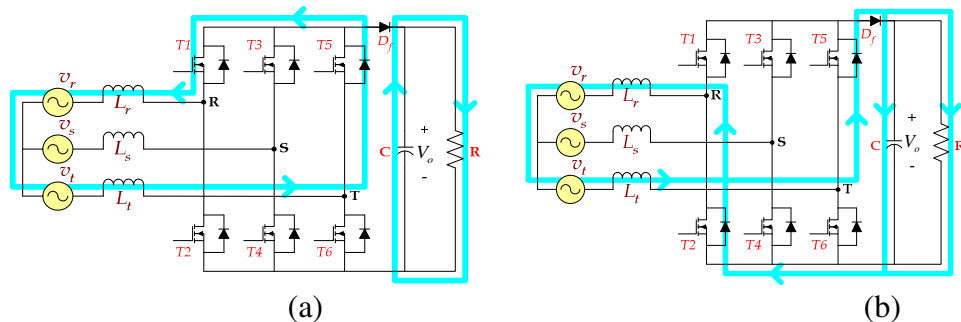 T1 T3 T5 D_f
v_r L_r R
v_s L_s S
v_t L_t T
C + V_o - R
T2 T4 T6
(a)
T1 T3 T5 D_f
v_r L_r R
v_s L_s S
v_t L_t T
C + V_o - R
T2 T4 T6
(b)